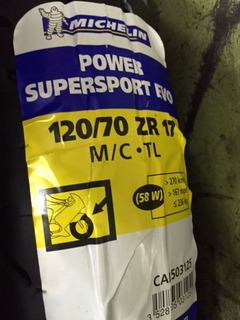 MICHELIN
POWER
SUPERSPORT EVO
120/70 ZR 17
M/C • TL
(58 W)
> 270 km/h
> 167 mph
≤ 236 kg
CAI503125